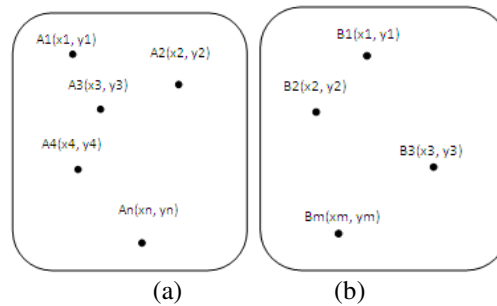 A1(x1, y1)
A2(x2, y2)
A3(x3, y3)
A4(x4, y4)
An(xn, yn)
(a)
B1(x1, y1)
B2(x2, y2)
B3(x3, y3)
Bm(xm, ym)
(b)